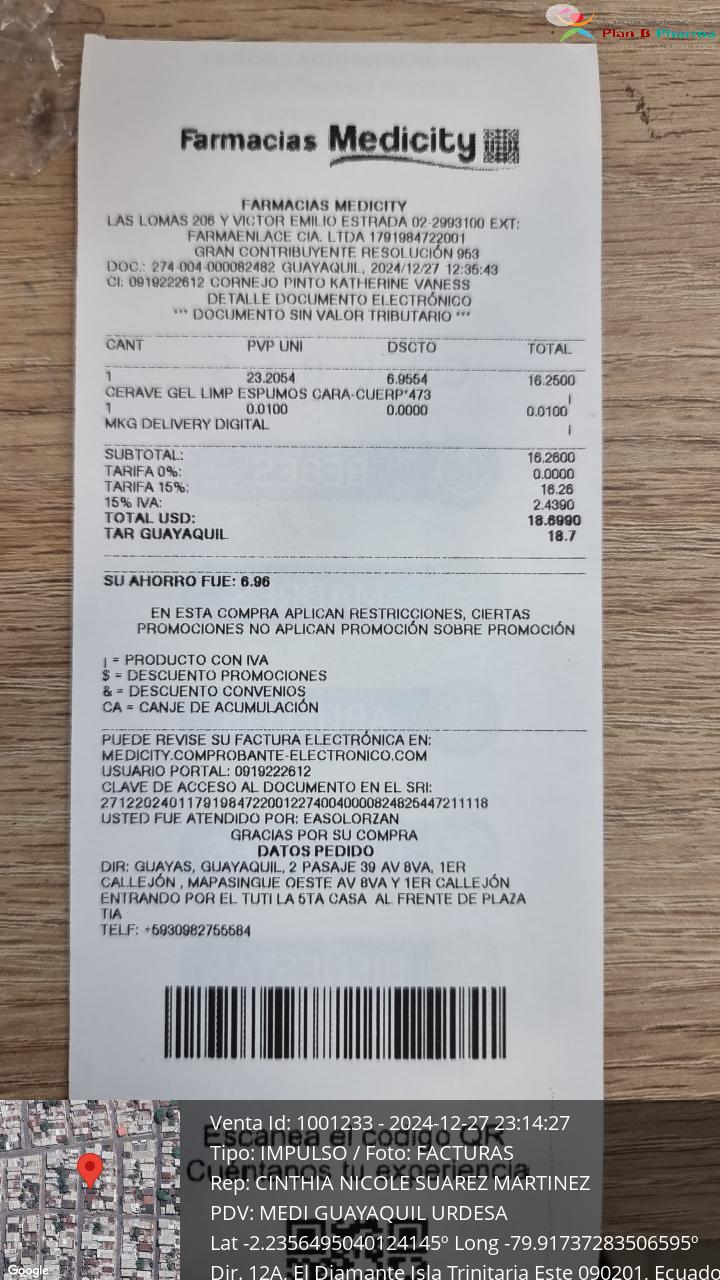 Plan B Pharma
Farmacias Medicity
FARMACIAS MEDICITY
LAS LOMAS 206 Y VICTOR EMILIO ESTRADA 02-2993100 EXT:
FARMAENLACE CIA. LTDA 1791984722001
GRAN CONTRIBUYENTE RESOLUCIÓN 953
DOC.: 274-004-000082482 GUAYAQUIL, 2024/12/27 12:35:43
CI: 0919222612 CORNEJO PINTO KATHERINE VANESS
DETALLE DOCUMENTO ELECTRÓNICO
*** DOCUMENTO SIN VALOR TRIBUTARIO ***
CANT PVP UNI DSCTO TOTAL
1 23.2054 6.9554 16.2500
CERAVE GEL LIMP ESPUMOS CARA-CUERP*473 |
1 0.0100 0.0000 0.0100
MKG DELIVERY DIGITAL |
SUBTOTAL: 16.2600
TARIFA 0%: 0.0000
TARIFA 15%: 16.26
15% IVA: 2.4390
TOTAL USD: 18.6990
TAR GUAYAQUIL 18.7
SU AHORRO FUE: 6.96
EN ESTA COMPRA APLICAN RESTRICCIONES, CIERTAS
PROMOCIONES NO APLICAN PROMOCIÓN SOBRE PROMOCIÓN
| = PRODUCTO CON IVA
$ = DESCUENTO PROMOCIONES
& = DESCUENTO CONVENIOS
CA = CANJE DE ACUMULACIÓN
PUEDE REVISE SU FACTURA ELECTRÓNICA EN:
MEDICITY.COMPROBANTE-ELECTRONICO.COM
USUARIO PORTAL: 0919222612
CLAVE DE ACCESO AL DOCUMENTO EN EL SRI:
2712202401179198472200122740040000824825447211118
USTED FUE ATENDIDO POR: EASOLORZAN
GRACIAS POR SU COMPRA
DATOS PEDIDO
DIR: GUAYAS, GUAYAQUIL, 2 PASAJE 39 AV 8VA, 1ER
CALLEJÓN , MAPASINGUE OESTE AV 8VA Y 1ER CALLEJÓN
ENTRANDO POR EL TUTI LA 5TA CASA AL FRENTE DE PLAZA
TIA
TELF: +5930982755584
Escanea el código QR
Cuéntanos tu experiencia
Venta Id: 1001233 - 2024-12-27 23:14:27
Tipo: IMPULSO / Foto: FACTURAS
Rep: CINTHIA NICOLE SUAREZ MARTINEZ
PDV: MEDI GUAYAQUIL URDESA
Lat -2.2356495040124145º Long -79.91737283506595º
Dir. 12A, El Diamante Isla Trinitaria Este 090201, Ecuado
Google